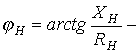 φ_H = arctg X_H / R_H −